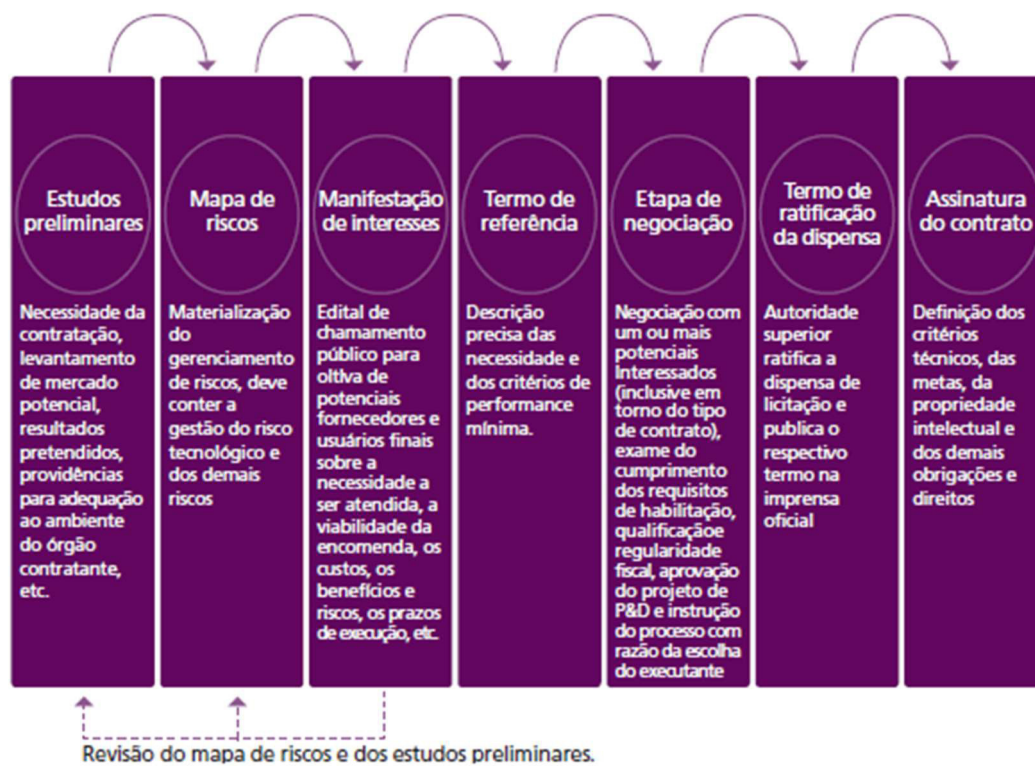 Estudos
preliminares
Necessidade da
contratação,
levantamento
de mercado
potencial,
resultados
pretendidos,
providências
para adequação
ao ambiente
do órgão
contratante,
etc.
Mapa de
riscos
Materialização
do
gerenciamento
de riscos, deve
conter a
gestão do risco
tecnológico e
dos demais
riscos
Manifestação
de interesses
Edital de
chamamento
público para
oltiva de
potenciais
fornecedores e
usuários finais
sobre a
necessidade a
ser atendida, a
viabilidade da
encomenda, os
custos, os
benefícios e
riscos, os prazos
de execução, etc.
Termo de
referência
Descrição
precisa das
necessidade e
dos critérios de
performance
mínima.
Etapa de
negociação
Negociação com
um ou mais
potenciais
Interessados
(inclusive em
torno do tipo
de contrato),
exame do
cumprimento
dos requisitos
de habilitação,
qualificaçãoe
regularidade
fiscal, aprovação
do projeto de
P&D e instrução
do processo com
razão da escolha
do executante
Termo de
ratificação
da dispensa
Autoridade
superior
ratifica a
dispensa de
licitação e
publica o
respectivo
termo na
imprensa
oficial
Assinatura
do contrato
Definição dos
critérios
técnicos, das
metas, da
propriedade
intelectual e
dos demais
obrigações e
direitos
Revisão do mapa de riscos e dos estudos preliminares.